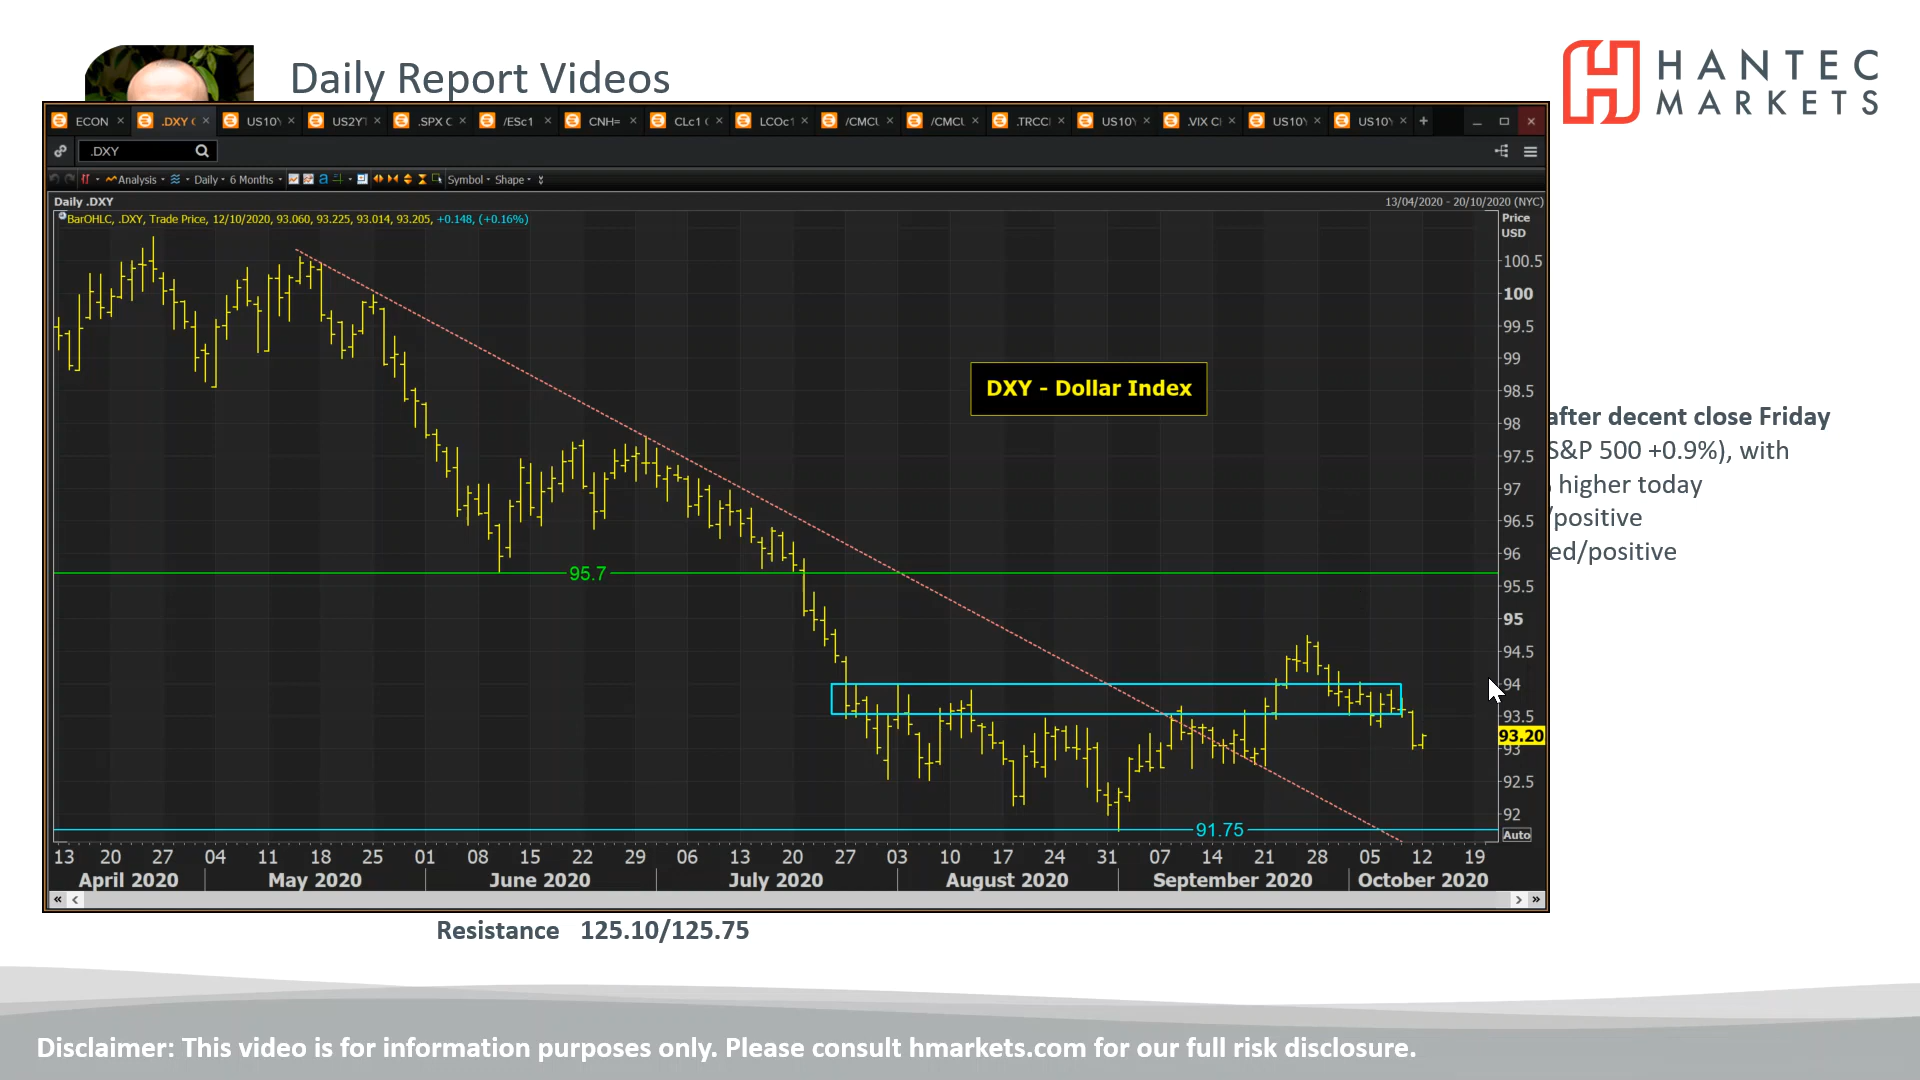 Daily Report Videos
HANTEC
MARKETS
ECON
.DXY
US10
US2Y
.SPX C
/ESc1
CNH=
CLc1
LCOc1
/CMCU
/CMCU
.TRCC
US10
.VIX C
US10
US10
.DXY
Analysis
Daily
6 Months
Symbol
Shape
Daily .DXY
13/04/2020 - 20/10/2020 (NYC)
BarOHLC, .DXY, Trade Price, 12/10/2020, 93.060, 93.225, 93.014, 93.205, +0.148, (+0.16%)
Price
USD
100.5
100
99.5
99
98.5
98
97.5
97
96.5
96
95.5
95
94.5
94
93.5
93.20
93
92.5
92
Auto
DXY - Dollar Index
95.7
91.75
after decent close Friday
S&P 500 +0.9%), with
higher today
/positive
ed/positive
13 20 27 04 11 18 25 01 08 15 22 29 06 13 20 27 03 10 17 24 31 07 14 21 28 05 12 19
April 2020 May 2020 June 2020 July 2020 August 2020 September 2020 October 2020
Resistance 125.10/125.75
Disclaimer: This video is for information purposes only. Please consult hmarkets.com for our full risk disclosure.